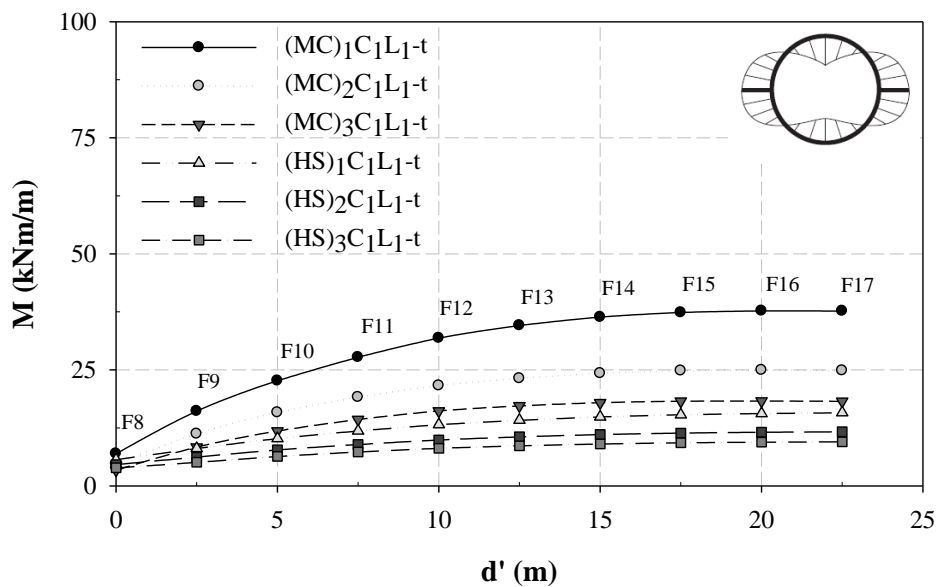 100
75
50
25
0
M (kNm/m)
(MC)₁C₁L₁-t
(MC)₂C₁L₁-t
(MC)₃C₁L₁-t
(HS)₁C₁L₁-t
(HS)₂C₁L₁-t
(HS)₃C₁L₁-t
F8
F9
F10
F11
F12
F13
F14
F15
F16
F17
0
5
10
15
20
25
d' (m)